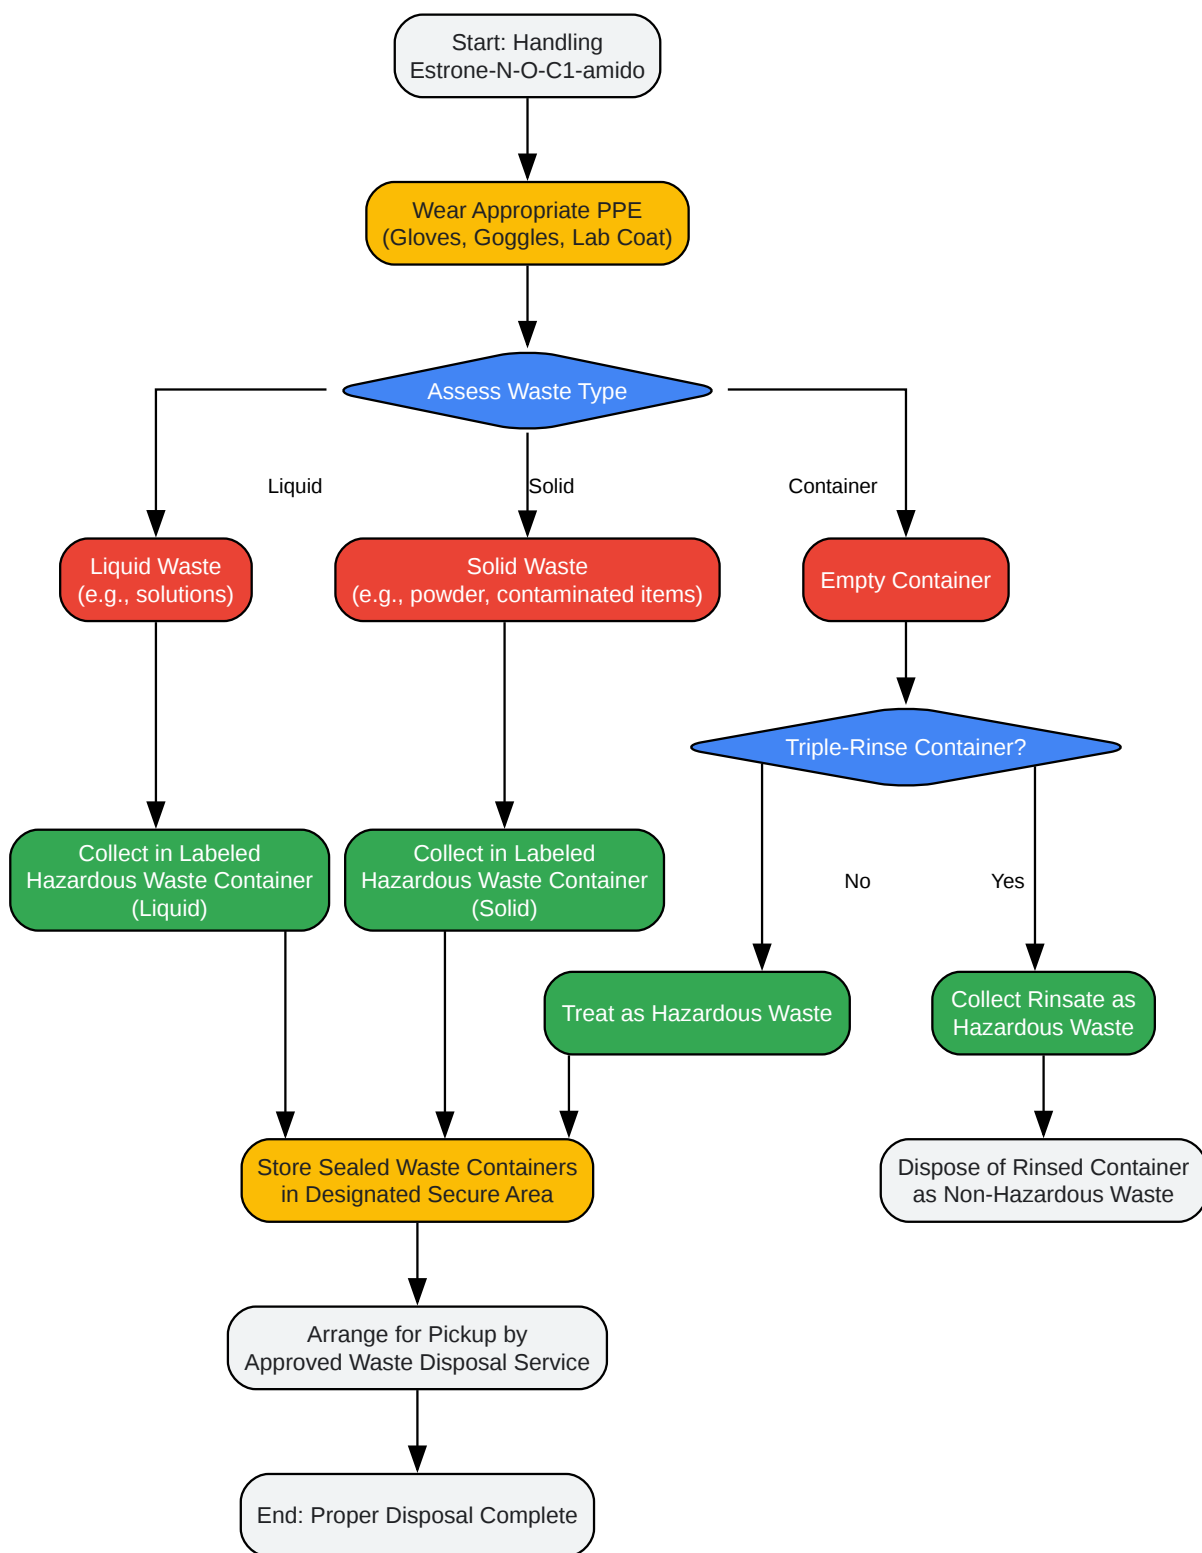 Start: Handling
Estrone-N-O-C1-amido
Wear Appropriate PPE
(Gloves, Goggles, Lab Coat)
Assess Waste Type
Liquid
Solid
Container
Liquid Waste
(e.g., solutions)
Solid Waste
(e.g., powder, contaminated items)
Empty Container
Triple-Rinse Container?
Collect in Labeled
Hazardous Waste Container
(Liquid)
Collect in Labeled
Hazardous Waste Container
(Solid)
No
Yes
Treat as Hazardous Waste
Collect Rinsate as
Hazardous Waste
Store Sealed Waste Containers
in Designated Secure Area
Dispose of Rinsed Container
as Non-Hazardous Waste
Arrange for Pickup by
Approved Waste Disposal Service
End: Proper Disposal Complete